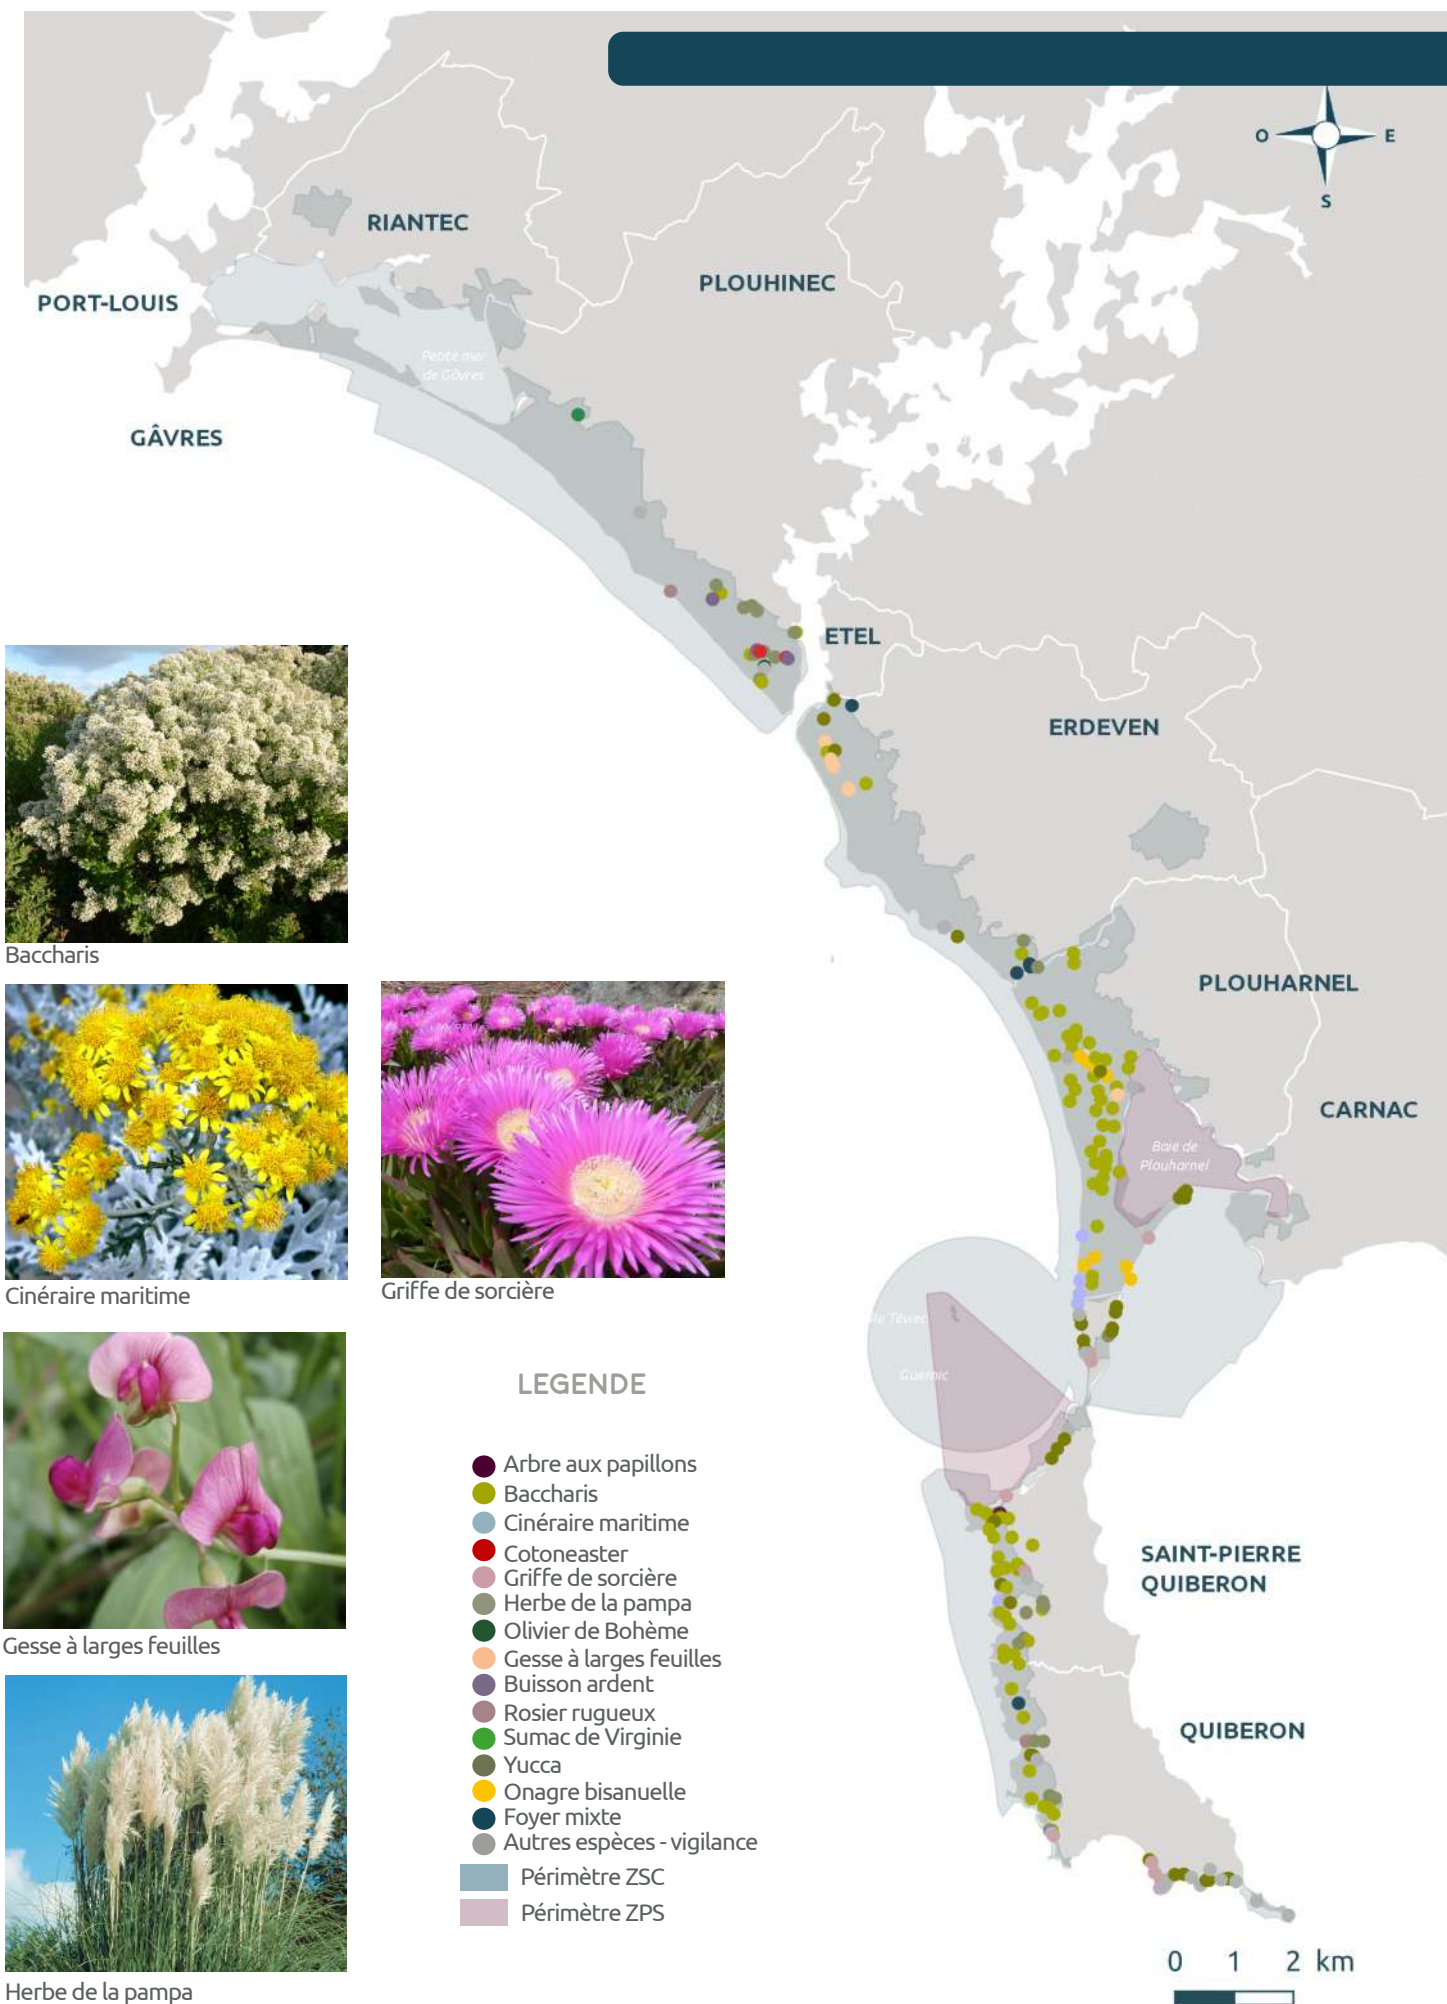 O
E
S
RIANTEC
PLOUHINEC
PORT-LOUIS
Petite mer
de Gâvres
GÂVRES
ETEL
ERDEVEN
Baccharis
PLOUHARNEL
CARNAC
Baie de
Plouharnel
Cinéraire maritime
Griffe de sorcière
Ile Téviec
Guernic
LEGENDE
Arbre aux papillons
Baccharis
Cinéraire maritime
Cotoneaster
Griffe de sorcière
Herbe de la pampa
Olivier de Bohème
Gesse à larges feuilles
Buisson ardent
Rosier rugueux
Sumac de Virginie
Yucca
Onagre bisanuelle
Foyer mixte
Autres espèces - vigilance
Périmètre ZSC
Périmètre ZPS
SAINT-PIERRE
QUIBERON
Gesse à larges feuilles
QUIBERON
0 1 2 km
Herbe de la pampa